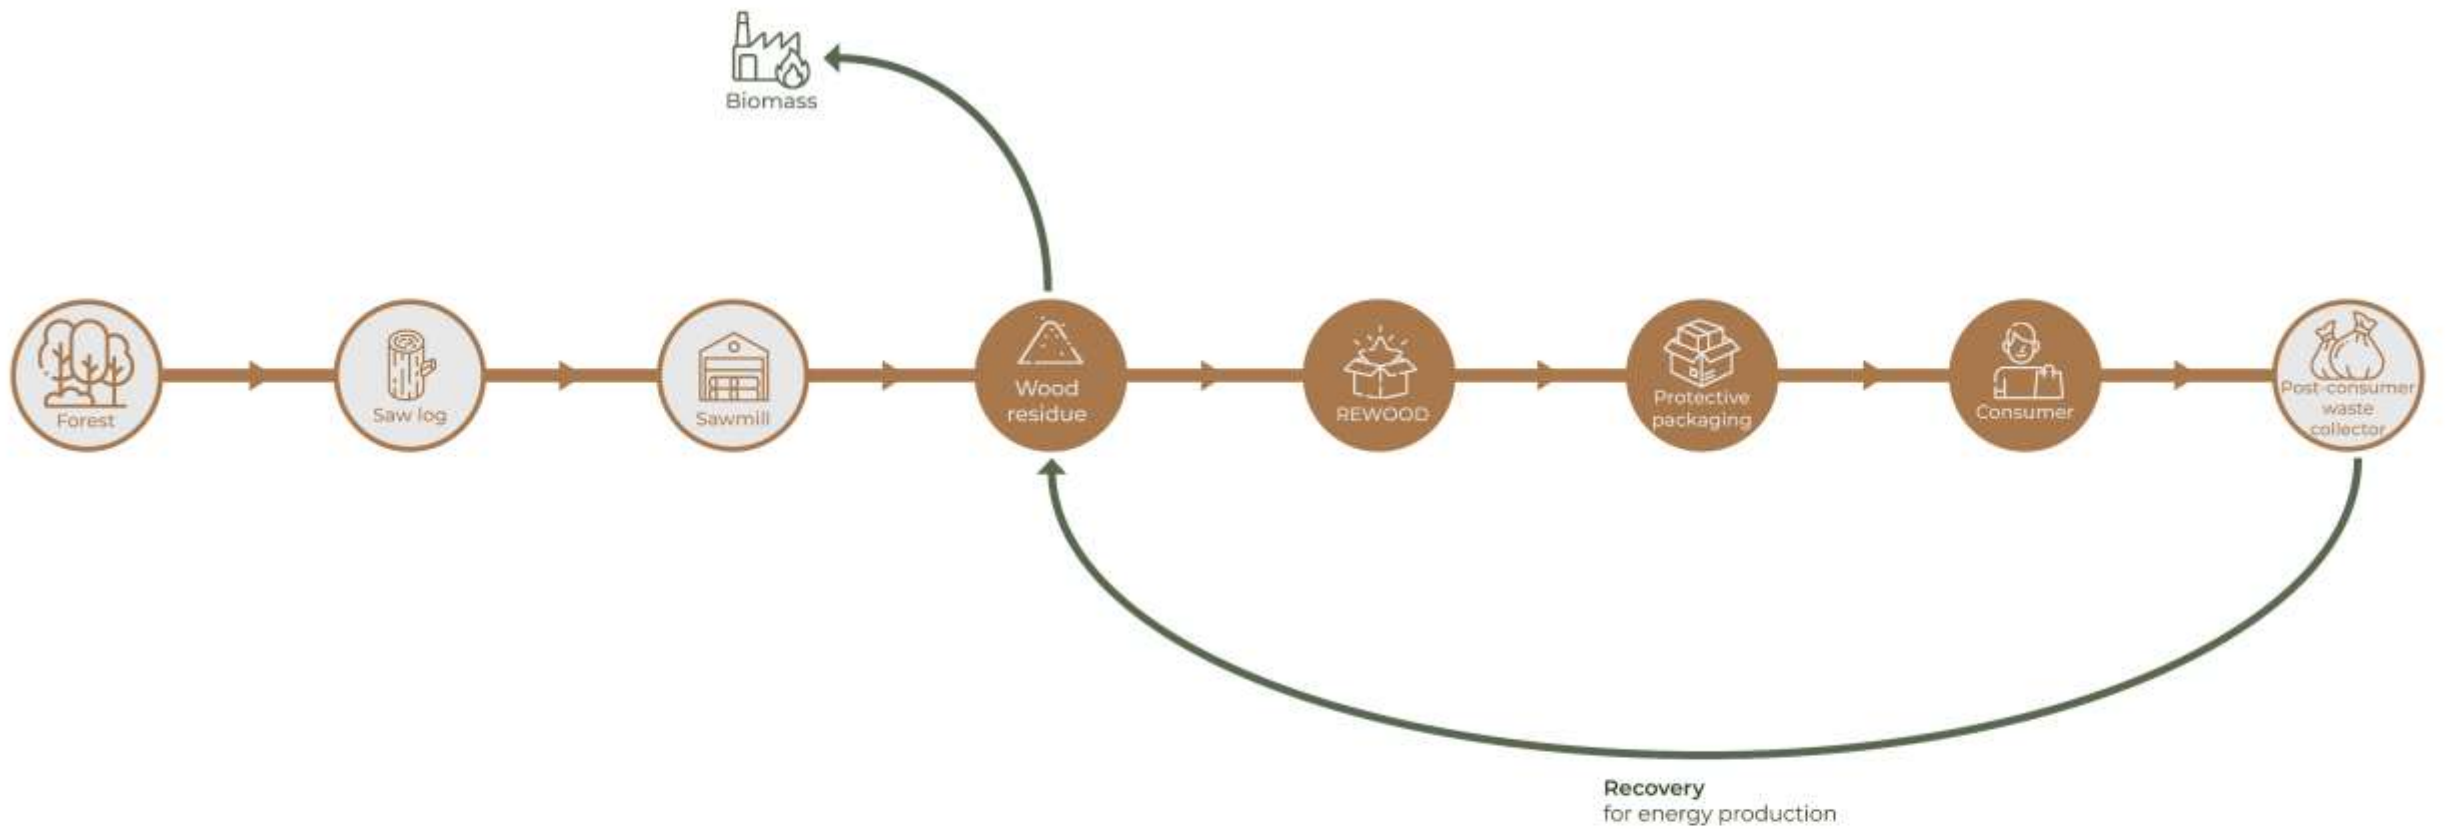 Biomass
Forest
Saw log
Sawmill
Wood
residue
REWOOD
Protective
packaging
Consumer
Post-consumer
waste
collector
Recovery
for energy production